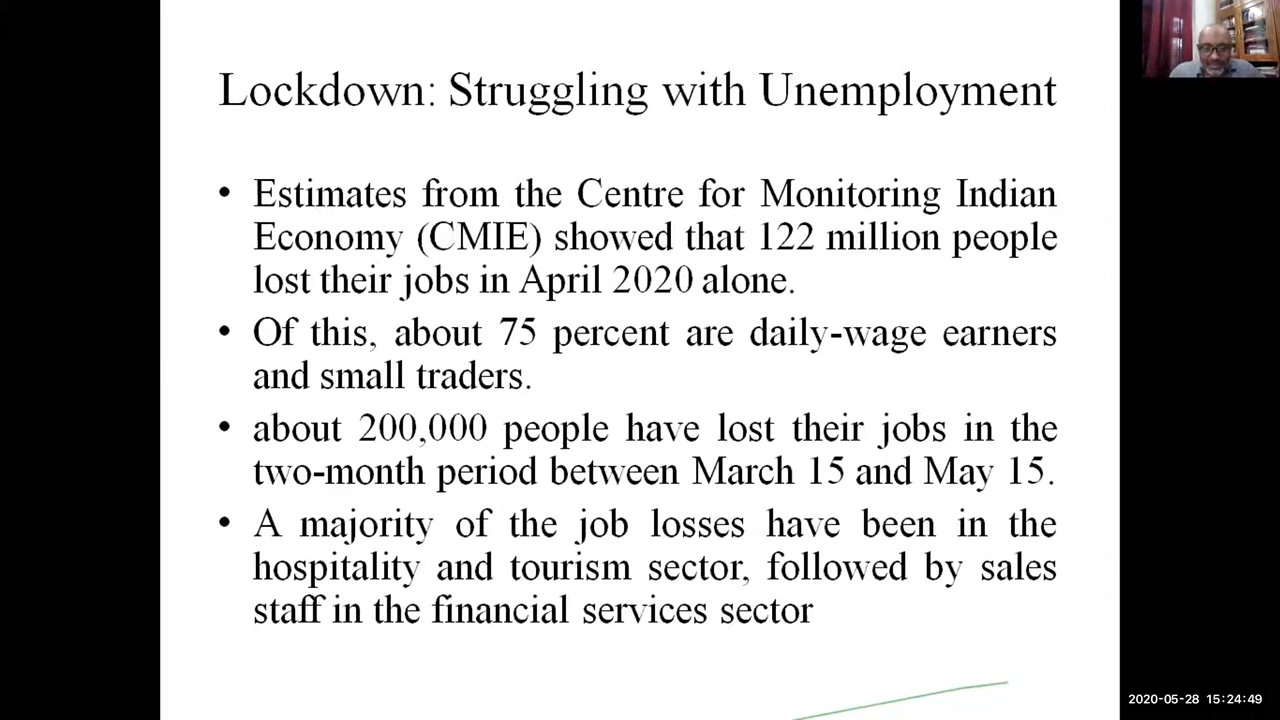 Lockdown: Struggling with Unemployment
• Estimates from the Centre for Monitoring Indian
Economy (CMIE) showed that 122 million people
lost their jobs in April 2020 alone.
• Of this, about 75 percent are daily-wage earners
and small traders.
• about 200,000 people have lost their jobs in the
two-month period between March 15 and May 15.
• A majority of the job losses have been in the
hospitality and tourism sector, followed by sales
staff in the financial services sector
2020-05-28 15:24:49